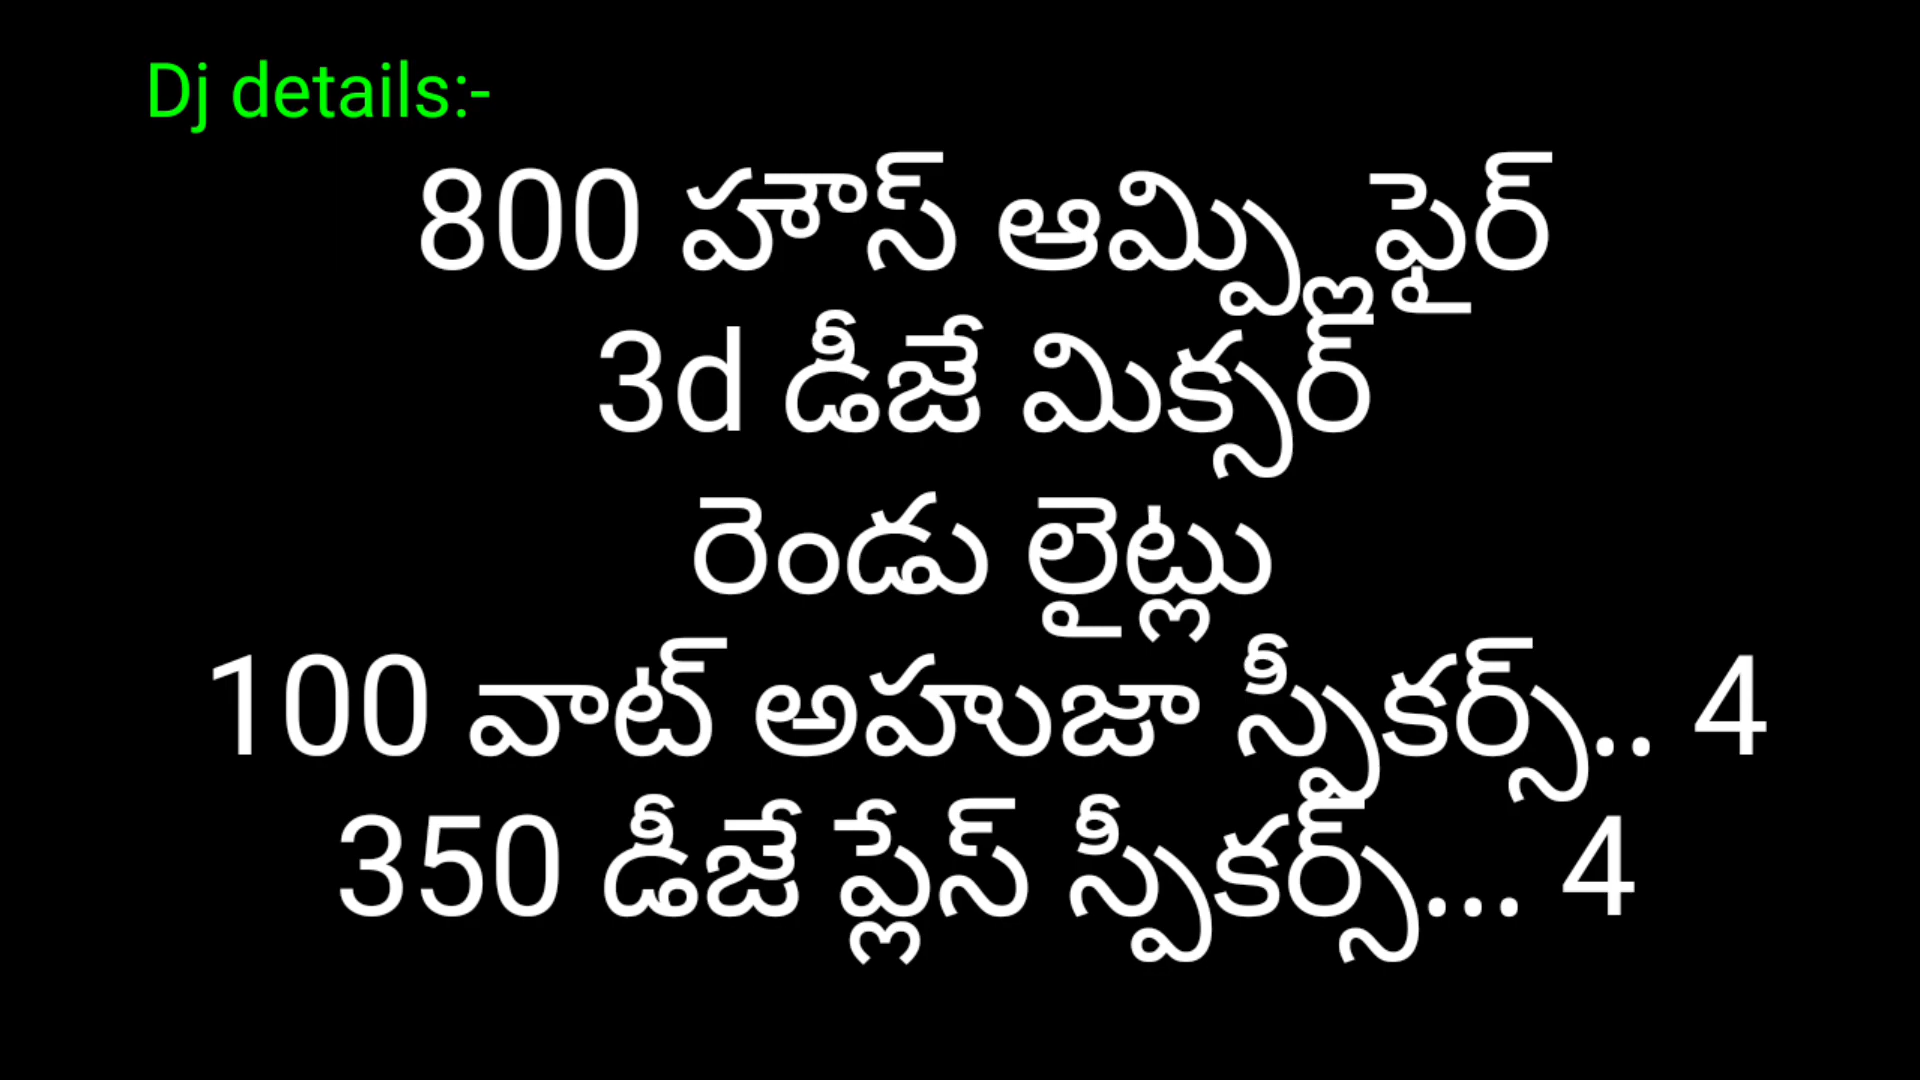 Dj details:-
800 హౌస్ ఆమ్ప్లిఫైర్
3d డీజే మిక్సర్
రెండు లైట్లు
100 వాట్ అహుజా స్పీకర్స్.. 4
350 డీజే ప్లేస్ స్పీకర్స్... 4